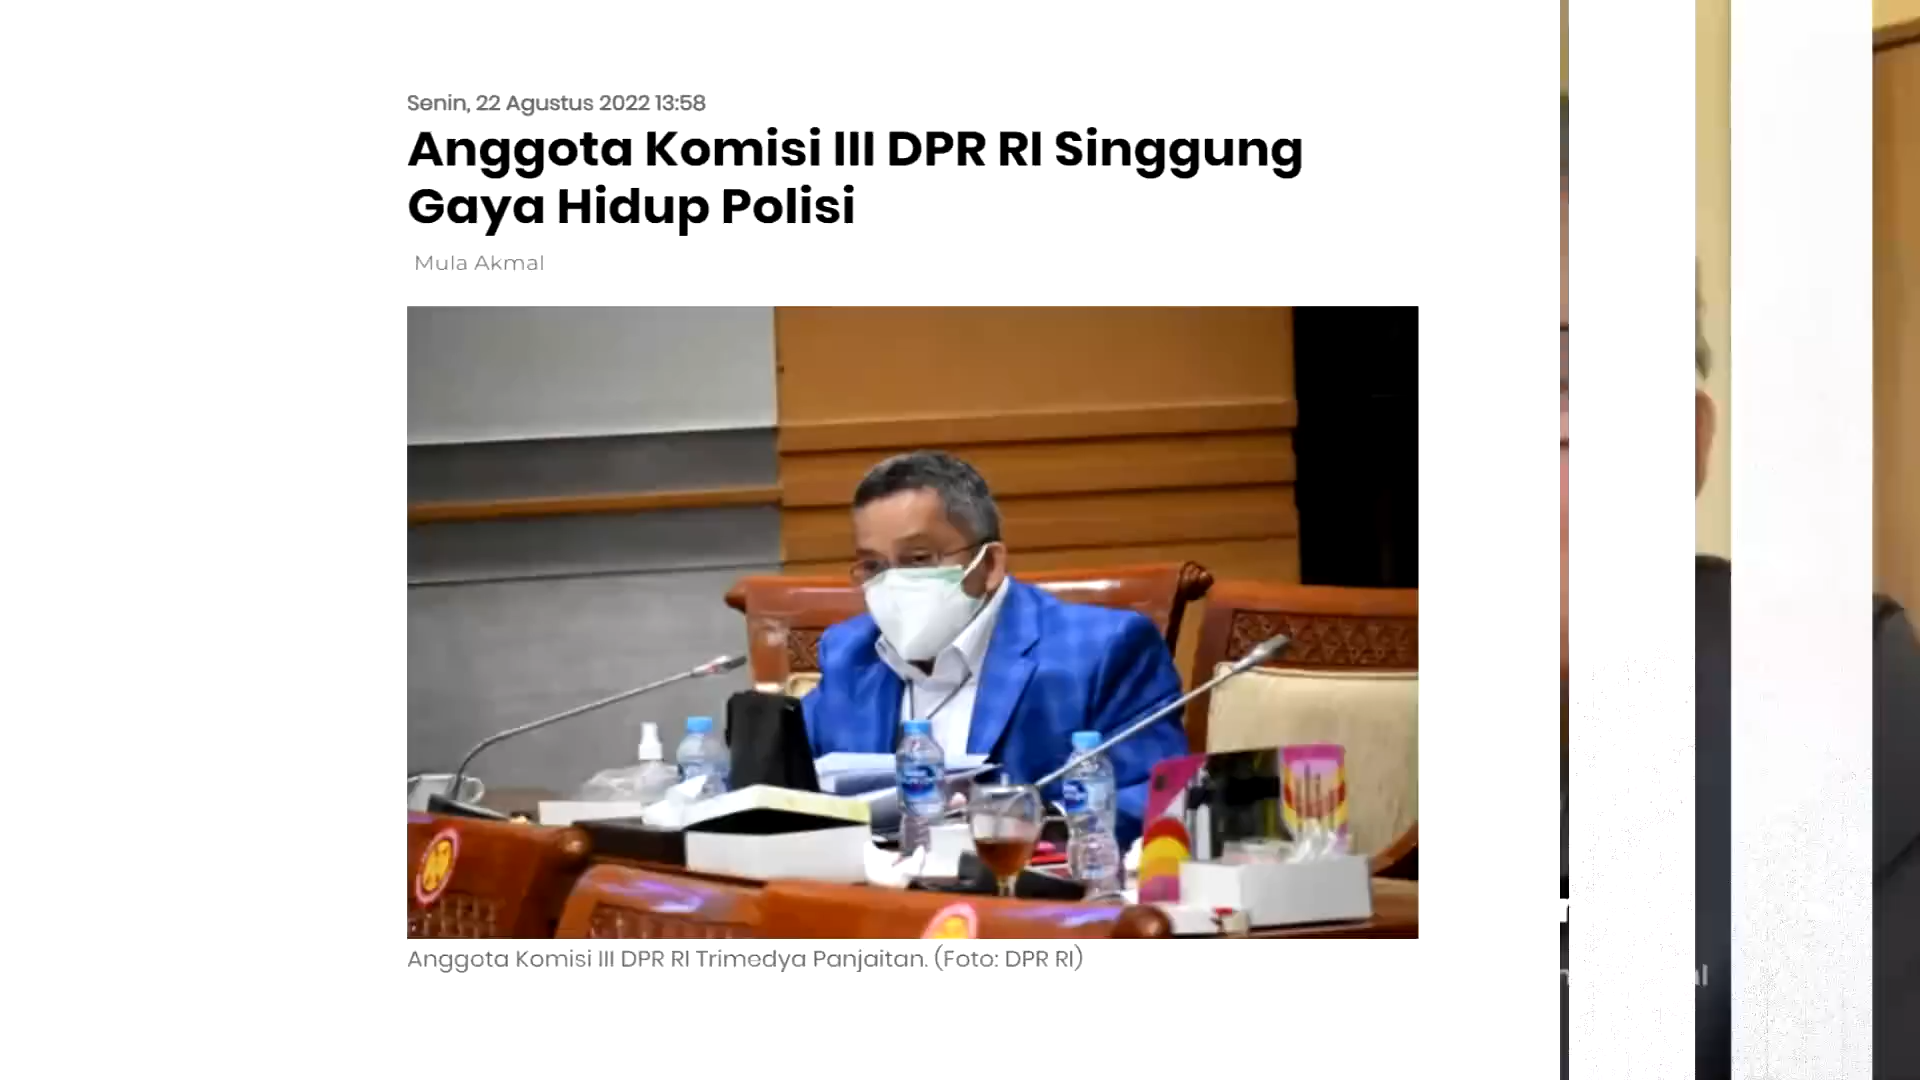 Senin, 22 Agustus 2022 13:58
Anggota Komisi III DPR RI Singgung
Gaya Hidup Polisi
Mula Akmal
Anggota Komisi III DPR RI Trimedya Panjaitan. (Foto: DPR RI)